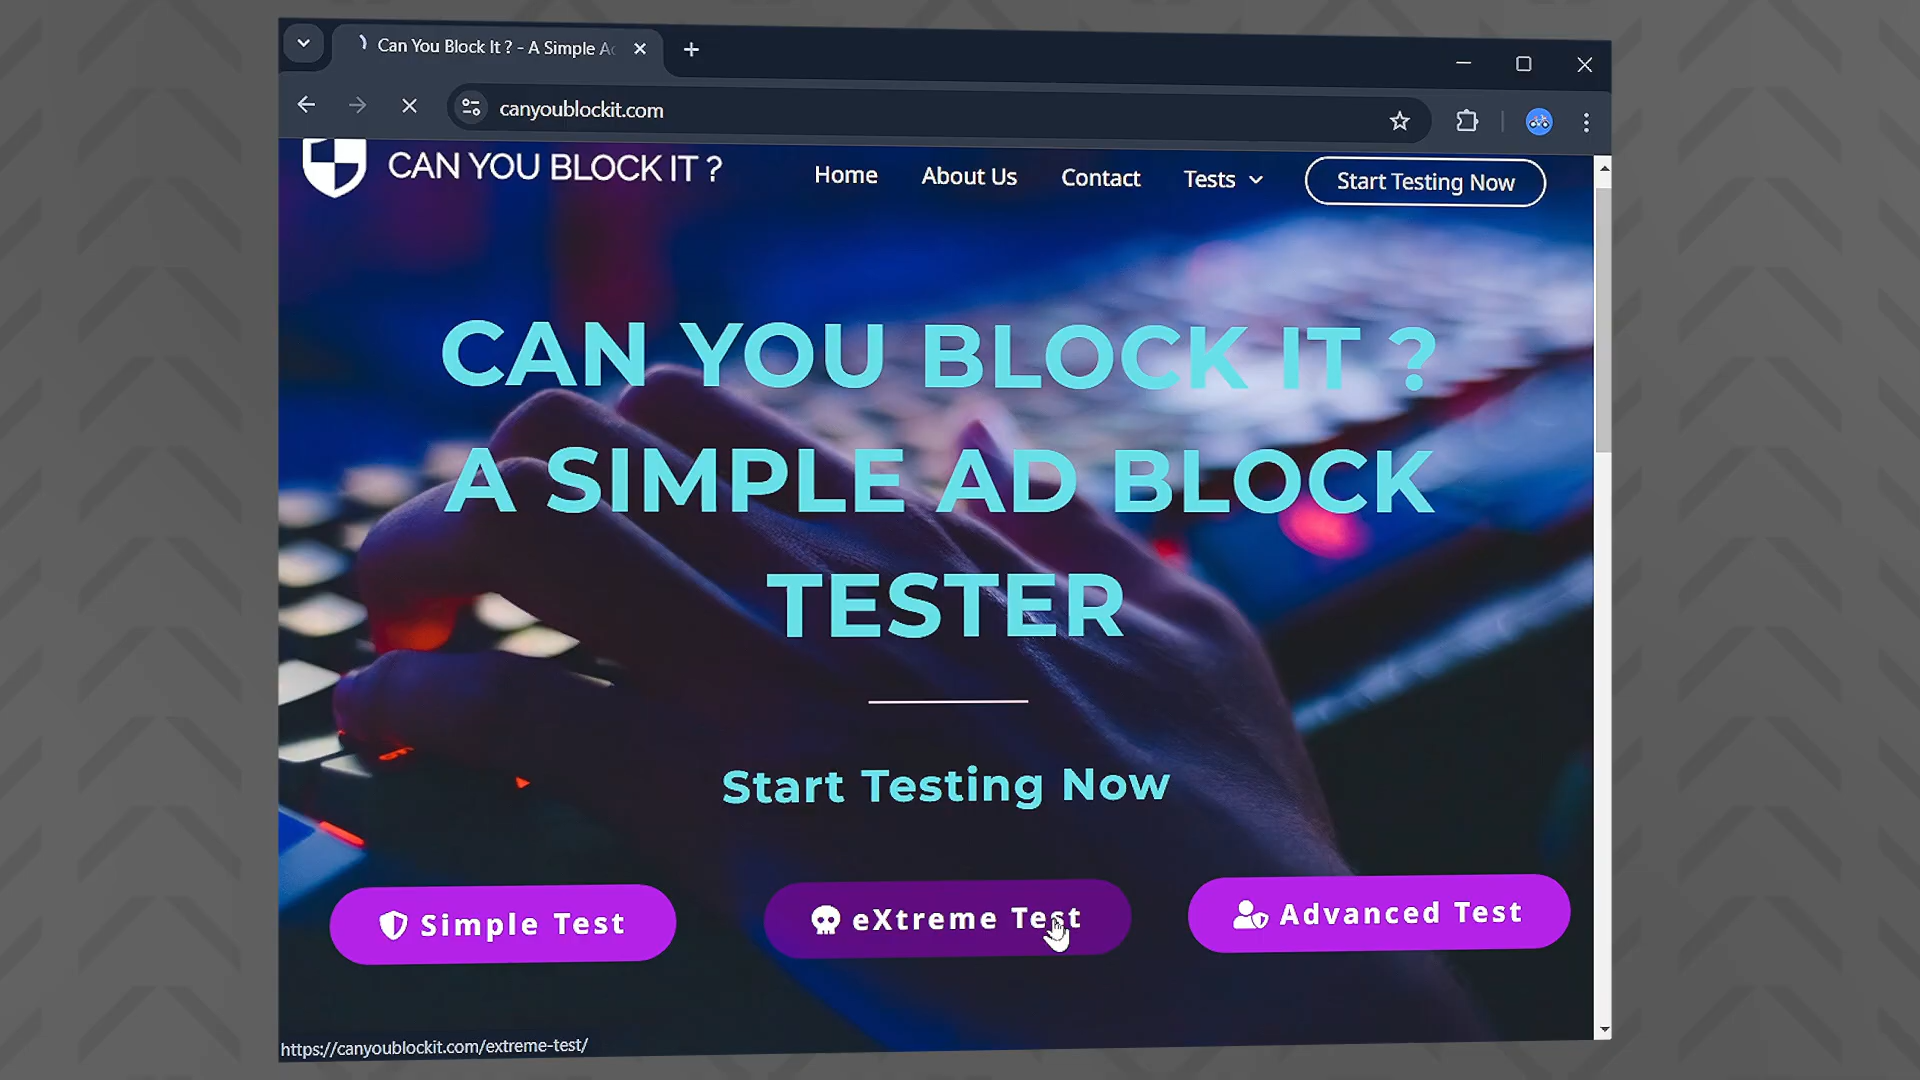 Can You Block It ? - A Simple A
canyoublockit.com
CAN YOU BLOCK IT ?
Home
About Us
Contact
Tests
Start Testing Now
CAN YOU BLOCK IT ?
A SIMPLE AD BLOCK
TESTER
Start Testing Now
Simple Test
eXtreme Test
Advanced Test
https://canyoublockit.com/extreme-test/